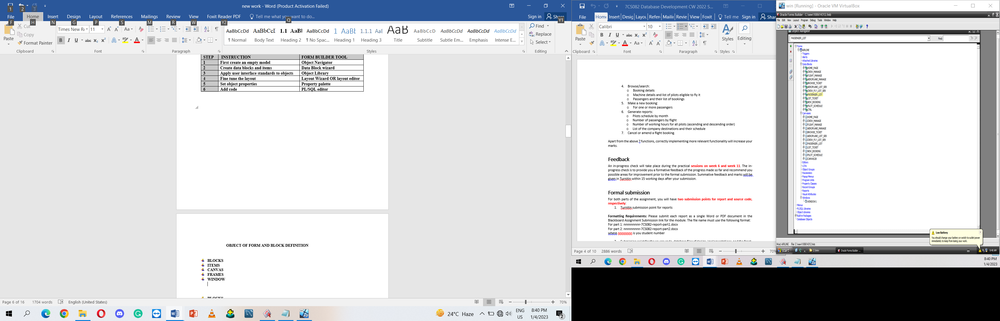 new work - Word (Product Activation Failed)
File Home Insert Design Layout References Mailings Review View Foxit Reader PDF Tell me what you want to do... Sign in Share
Cut
Copy
Format Painter
Paste
Times New Ro 11
Clipboard Font Paragraph Styles Editing
AaBbCcDd ¶ Normal
Body Text
1.1 AaBl Heading 2
AaBbCcDd ¶ No Spac...
1 AaBl Heading 1
1.1.1 AaE Heading 3
AaB Title
AaBbCcD Subtitle
AaBbCcDd Subtle Em...
AaBbCcDd Emphasis
AaBbCcDd Intense E...
Find
Replace
Select
STEP INSTRUCTION FORM BUILDER TOOL
1 First create an empty model Object Navigator
2 Create data blocks and items Data Block wizard
3 Apply user interface standards to objects Object Library
4 Fine tune the layout Layout Wizard OR layout editor
5 Set object properties Property palette
6 Add code PL/SQL editor
OBJECT OF FORM AND BLOCK DEFINITION
BLOCKS
ITEMS
CANVAS
FRAMES
WINDOW
BLOCKS
Page 6 of 16 1704 words English (United States) 70%
24°C Haze ENG US 8:40 PM 1/4/2023
7CS082 Database Development CW 2022 S...
File Home Insert Desig Layou Refer Mailin Revie View Foxit Tell me Sign in Shar
Calibri 10
Paste Styles Editing
Clipboard Font Paragraph Styles
4. Browse/search:
o Booking details
o Machine details and list of pilots eligible to fly it
o Passengers and their list of bookings
5. Make a new booking:
o For one or more passengers
6. Generate reports:
o Pilots schedule by month
o Number of passengers by flight
o Number of working hours for all pilots (ascending and descending order)
o List of the company destinations and their schedule
7. Cancel or amend a flight booking.
Apart from the above 7 functions, correctly implementing more relevant functionality will increase your
marks.
Feedback
An in-progress check will take place during the practical sessions on week 6 and week 11. The in-
progress check is to provide you a formative feedback of the progress made so far and recommend you
possible areas for improvement prior to the formal submission. Summative feedback and marks will be
given in Turnitin within 15 working days after your submission.
Formal submission
For both parts of the assignment, you will have two submission points for report and source code,
respectively:
1. Turnitin submission point for reports
Formatting Requirements: Please submit each report as a single Word or PDF document in the
Blackboard Assignment Submission link for the module. The file name must use the following format:
For part 1: nnnnnnnnn-7CS082-report-part1.docx
For part 2: nnnnnnnnn-7CS082-report-part2.docx
where nnnnnnnn is you student number
Page 4 of 10 2886 words 70%
8:40 PM
1/4/2023
win [Running] - Oracle VM VirtualBox
Oracle Forms Builder - C:\new\100614312.fmb
File Edit View Layout Program Debug Tools Window Help
Object Navigator
PASSENGER_LIST Find:
Forms
AIRLINE
Triggers
Alerts
Attached Libraries
Data Blocks
HOME_PAGE
CREW_MANAGE
FLIGHT_MANAGE
AEROPLANE_MANAGE
BROWSE_TICKET
AEROPLANE_LIST_SER
CREW_FLY_LIST_SER
PASSENGER_LIST
LIST_TICKET
NEW_BOOKING
PILOT_SCHEDULE
CTRL
Canvases
HOME_PAGE
CREW_MANAGE
FLIGHT_MANAGE
AEROPLANE_MANAGE
BROWSE_TICKET
AEROPLANE_LIST_SER
CREW_FLY_LIST_SER
PASSENGER_LIST
LIST_TICKET
NEW_BOOKING
PILOT_SCHEDULE
CANVAS28
Editors
LOVs
Object Groups
Parameters
Popup Menus
Program Units
Property Classes
Record Groups
Reports
Visual Attributes
Windows
WINDOW1
Menus
PL/SQL Libraries
Object Libraries
Built-in Packages
Database Objects
Low Battery
You should change your battery or switch to outlet power
immediately to keep from losing your work.
Mod: AIRLINE File: C:\new\100614312.fmb
start C:\new Oracle Forms Builder ... 9:40 AM